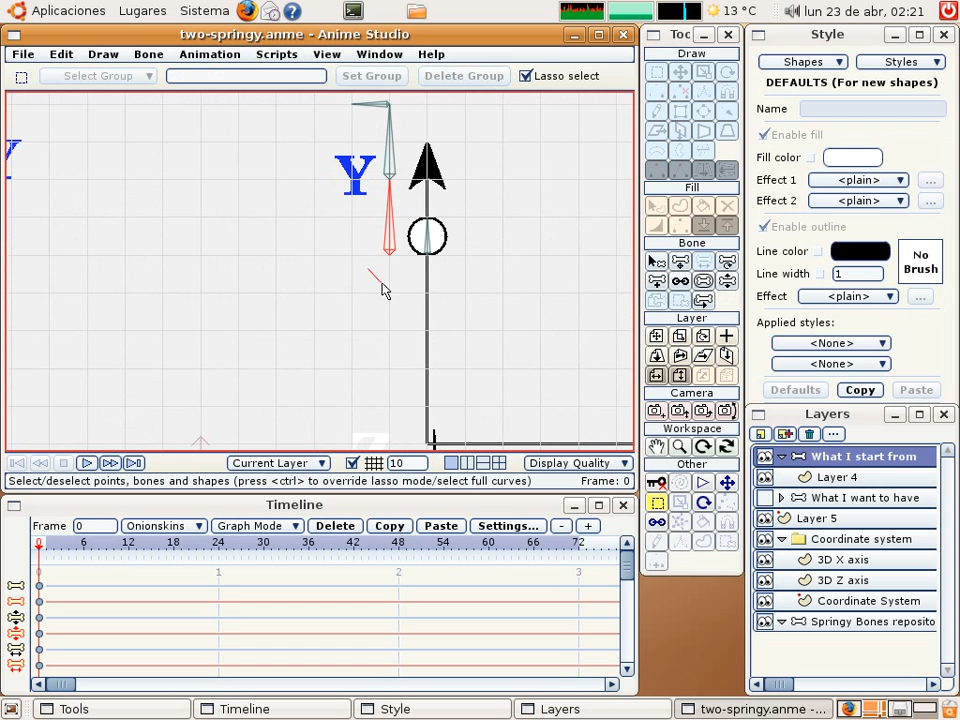 Aplicaciones Lugares Sistema 13 °C lun 23 de abr, 02:21
two-springy.anme - Anime Studio
File Edit Draw Bone Animation Scripts View Window Help
Select Group Set Group Delete Group Lasso select
Y
Y
Current Layer 10 Display Quality
Select/deselect points, bones and shapes (press <ctrl> to override lasso mode/select full curves) Frame: 0
Timeline
Frame 0 Onionskins Graph Mode Delete Copy Paste Settings... - +
0 6 12 18 24 30 36 42 48 54 60 66 72
1 2 3
Draw
Fill
Bone
Layer
Camera
Workspace
Other
Style
Shapes Styles
DEFAULTS (For new shapes)
Name
Enable fill
Fill color
Effect 1 <plain> ...
Effect 2 <plain> ...
Enable outline
Line color
No
Brush
Line width 1
Effect <plain> ...
Applied styles:
<None>
<None>
Defaults Copy Paste
Layers
...
What I start from
Layer 4
What I want to have
Layer 5
Coordinate system
3D X axis
3D Z axis
Coordinate System
Springy Bones reposito
Tools Timeline Style Layers two-springy.anme - ...